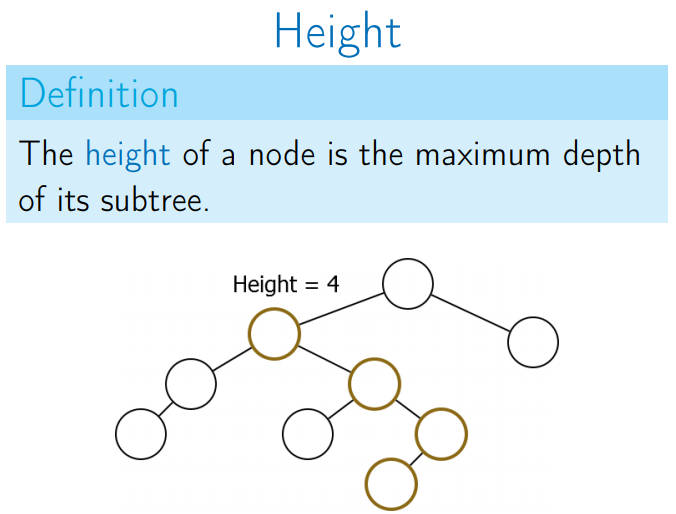 Height
Definition
The height of a node is the maximum depth
of its subtree.
Height = 4